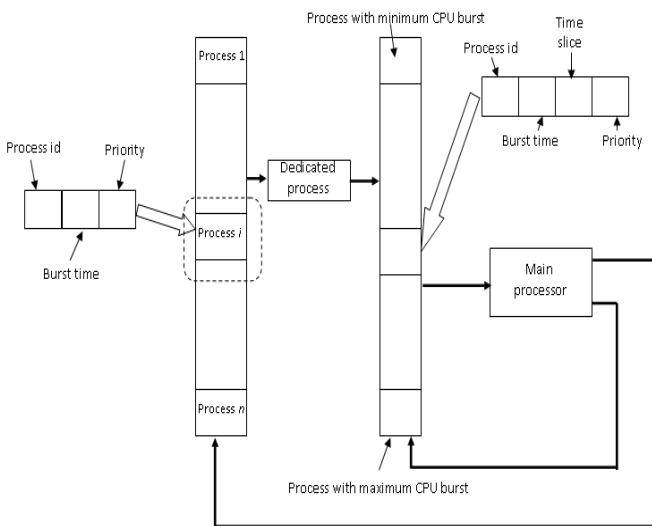 Process with minimum CPU burst
Time
slice
Process id
Process 1
Burst time
Priority
Process id
Priority
Dedicated
process
Process i
Burst time
Main
processor
Process n
Process with maximum CPU burst